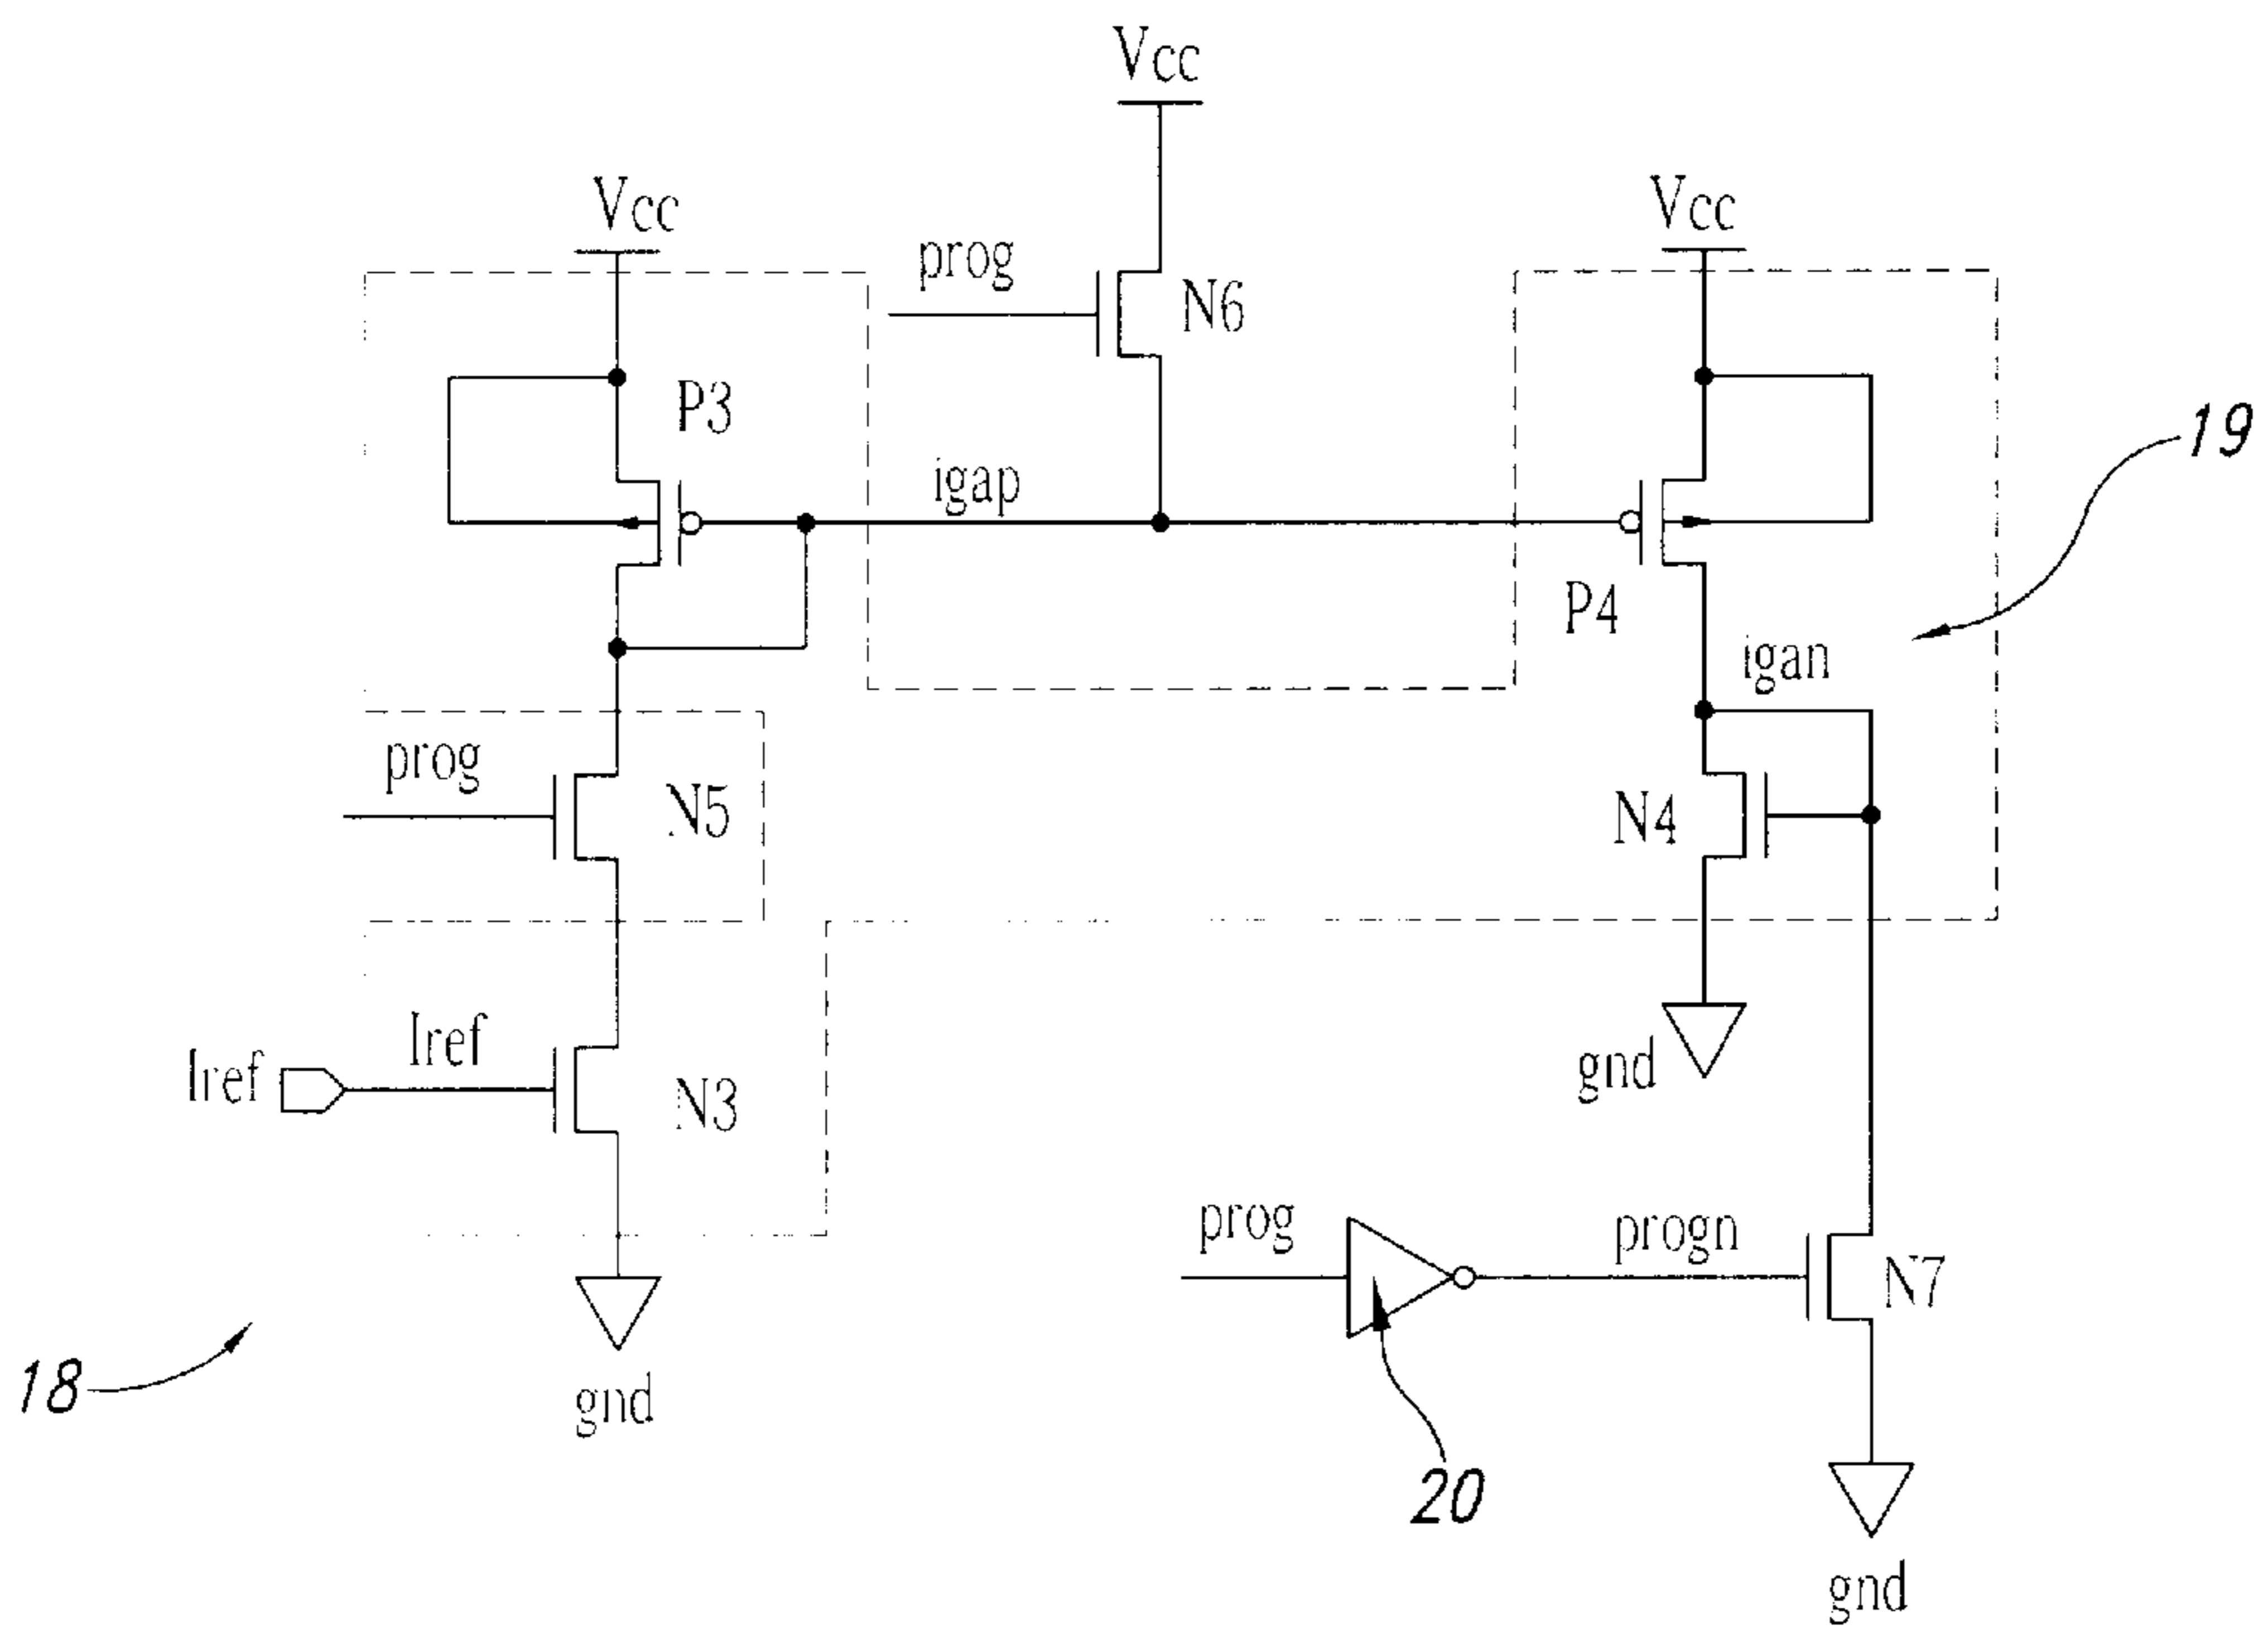 Vcc
Vcc
Vcc
prog
N6
P3
19
igap
P4
igan
prog
N5
N4
Iref
Iref
N3
gnd
prog
progn
N7
18
gnd
20
gnd